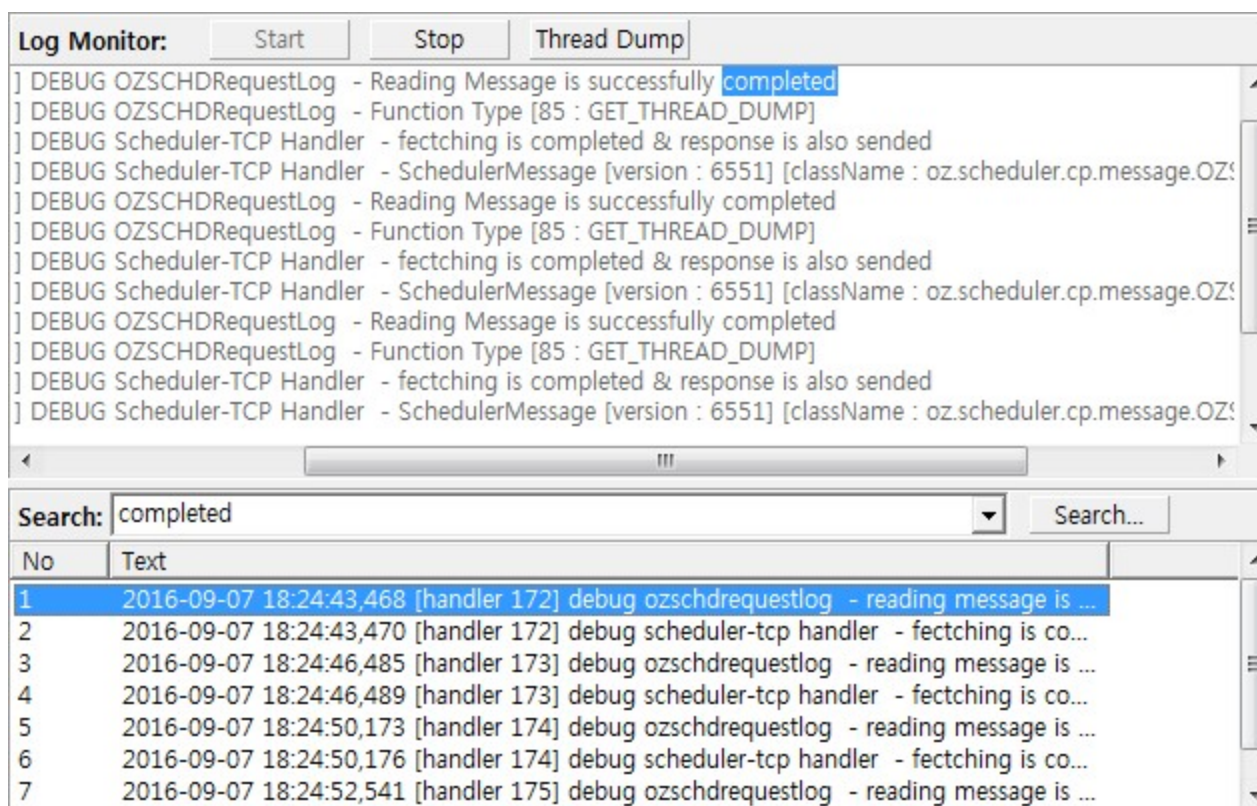 Log Monitor: Start Stop Thread Dump
] DEBUG OZSCHDRequestLog - Reading Message is successfully completed
] DEBUG OZSCHDRequestLog - Function Type [85 : GET_THREAD_DUMP]
] DEBUG Scheduler-TCP Handler - fectching is completed & response is also sended
] DEBUG Scheduler-TCP Handler - SchedulerMessage [version : 6551] [className : oz.scheduler.cp.message.OZS
] DEBUG OZSCHDRequestLog - Reading Message is successfully completed
] DEBUG OZSCHDRequestLog - Function Type [85 : GET_THREAD_DUMP]
] DEBUG Scheduler-TCP Handler - fectching is completed & response is also sended
] DEBUG Scheduler-TCP Handler - SchedulerMessage [version : 6551] [className : oz.scheduler.cp.message.OZS
] DEBUG OZSCHDRequestLog - Reading Message is successfully completed
] DEBUG OZSCHDRequestLog - Function Type [85 : GET_THREAD_DUMP]
] DEBUG Scheduler-TCP Handler - fectching is completed & response is also sended
] DEBUG Scheduler-TCP Handler - SchedulerMessage [version : 6551] [className : oz.scheduler.cp.message.OZS
Search: completed Search...
No Text
1 2016-09-07 18:24:43,468 [handler 172] debug ozschdrequestlog - reading message is ...
2 2016-09-07 18:24:43,470 [handler 172] debug scheduler-tcp handler - fectching is co...
3 2016-09-07 18:24:46,485 [handler 173] debug ozschdrequestlog - reading message is ...
4 2016-09-07 18:24:46,489 [handler 173] debug scheduler-tcp handler - fectching is co...
5 2016-09-07 18:24:50,173 [handler 174] debug ozschdrequestlog - reading message is ...
6 2016-09-07 18:24:50,176 [handler 174] debug scheduler-tcp handler - fectching is co...
7 2016-09-07 18:24:52,541 [handler 175] debug ozschdrequestlog - reading message is ...